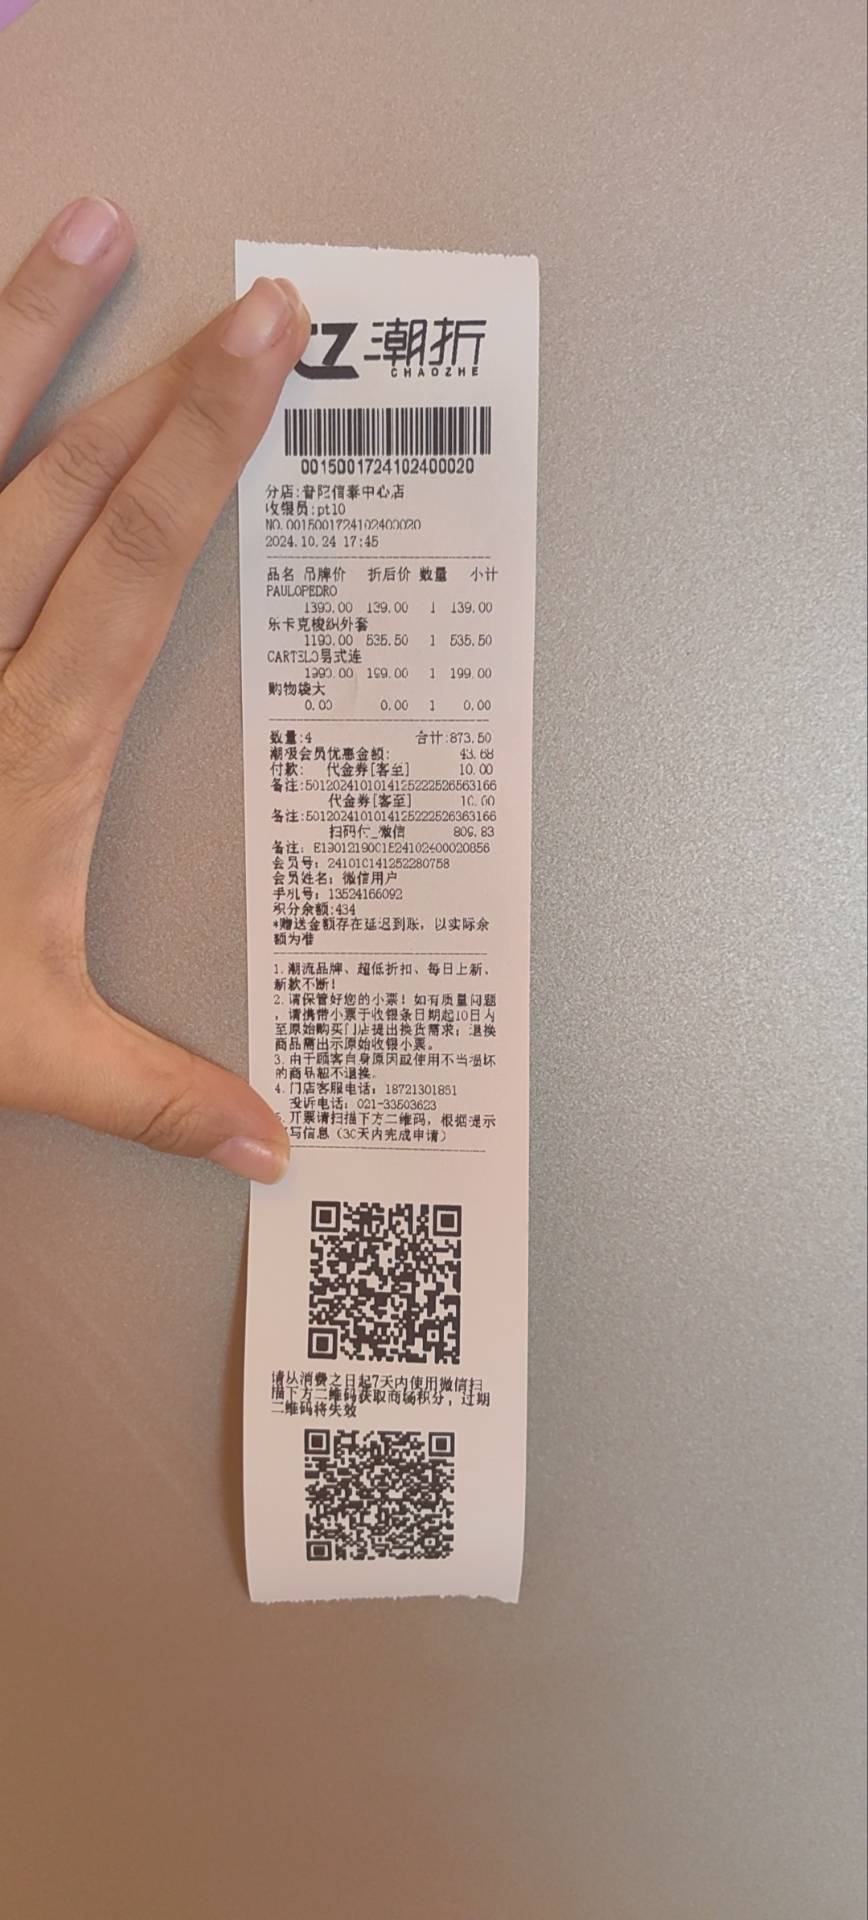 潮折
CHAOZHE
0015001724102400020
分店:普陀信泰中心店
收银员:pt10
NO.0015001724102400020
2024.10.24 17:45
品名 吊牌价 折后价 数量 小计
PAULOPEDRO
1390.00 139.00 1 139.00
乐卡克梭织外套
1190.00 535.50 1 535.50
CARTELO易式连
1990.00 199.00 1 199.00
购物袋大
0.00 0.00 1 0.00
数量:4 合计:873.50
潮极会员优惠金额: 43.68
付款: 代金券[客至] 10.00
备注:
代金券[客至] 10.00
备注:
扫码付_微信 809.83
备注:
会员号: 241010141252280758
会员姓名: 微信用户
手机号: 13524166092
积分余额:434
*赠送金额存在延迟到账, 以实际余
额为准
1.潮流品牌、超低折扣、每日上新、
新款不断!
2.请保管好您的小票! 如有质量问题
, 请携带小票于收银条日期起10日内
至原始购买门店提出换货需求; 退换
商品需出示原始收银小票。
3.由于顾客自身原因或使用不当损坏
的商品恕不退换。
4.门店客服电话: 18721301851
投诉电话: 021-33503623
5.开票请扫描下方二维码, 根据提示
写信息(30天内完成申请)
请从消费之日起7天内使用微信扫
描下方二维码获取商场积分, 过期
二维码将失效